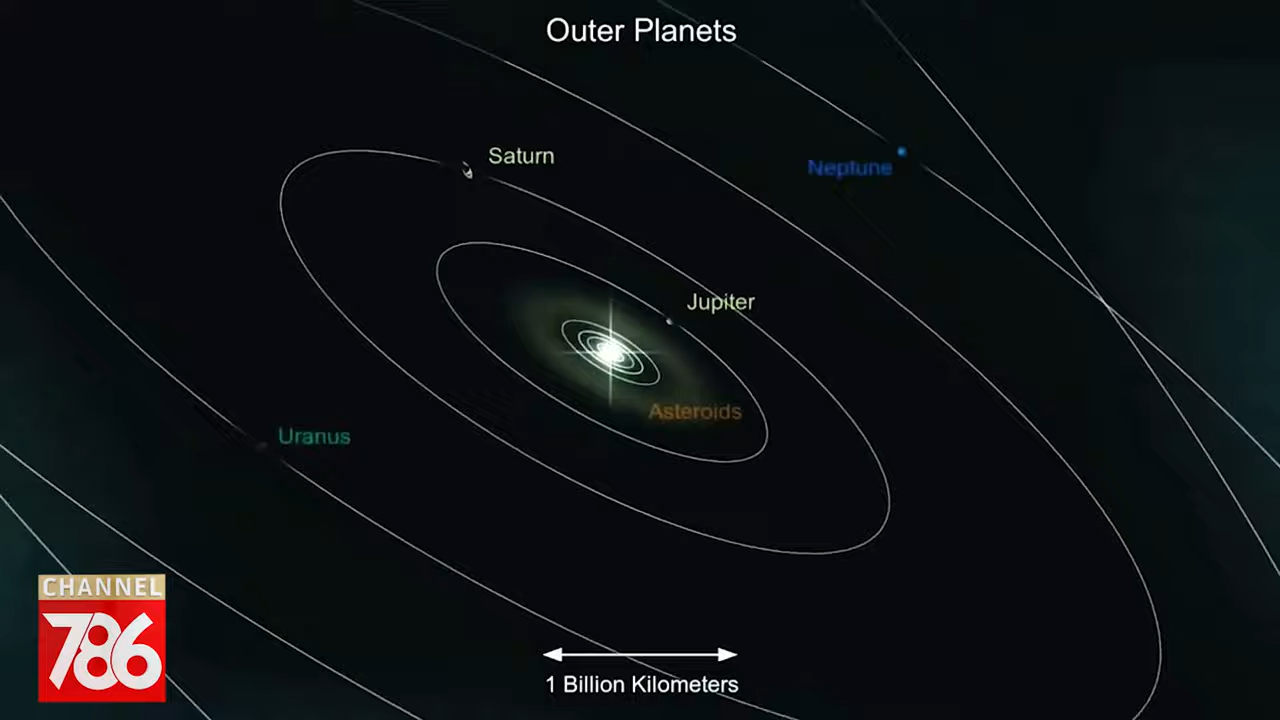 Outer Planets
Saturn
Neptune
Jupiter
Asteroids
Uranus
CHANNEL
786
1 Billion Kilometers